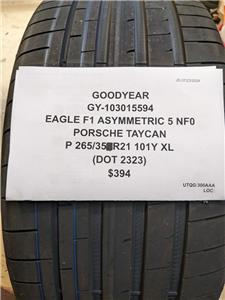 GOODYEAR
GY-103015594
EAGLE F1 ASYMMETRIC 5 NF0
PORSCHE TAYCAN
P 265/35 R21 101Y XL
(DOT 2323)
$394
UTQG/300AAA
LOC: